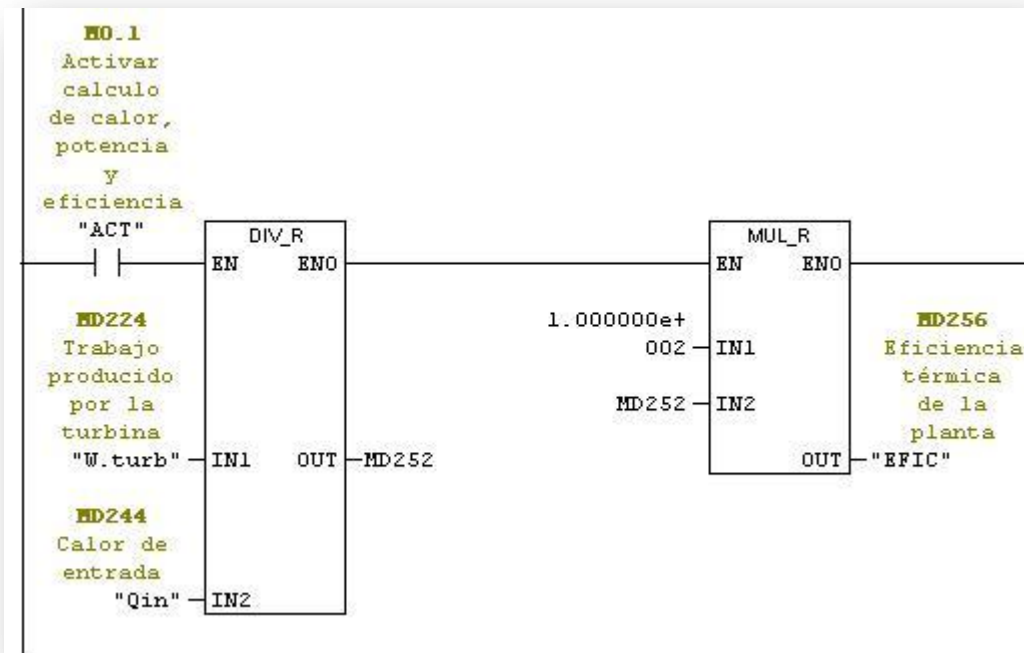 M0.1
Activar
calculo
de calor,
potencia
y
eficiencia
"ACT"
DIV_R
EN ENO
MD224
Trabajo
producido
por la
turbina
"W.turb" IN1 OUT MD252
MD244
Calor de
entrada
"Qin" IN2
MUL_R
EN ENO
1.000000e+
002 IN1
MD252 IN2
MD256
Eficiencia
térmica
de la
planta
OUT "EFIC"